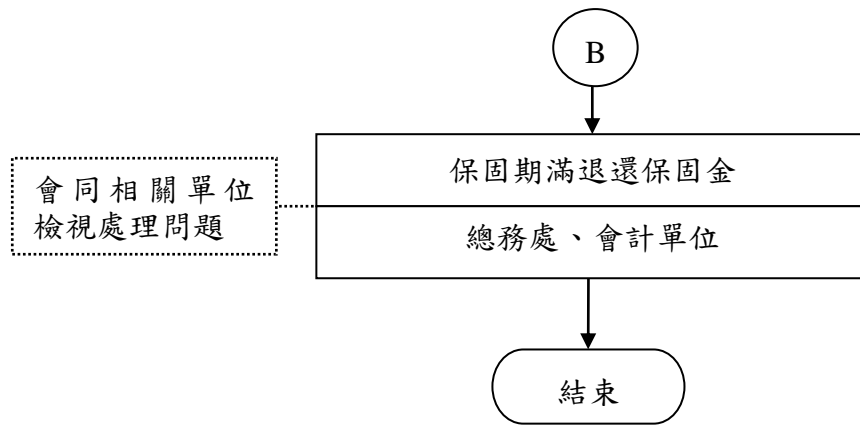 B
保固期滿退還保固金
會同相關單位
檢視處理問題
總務處、會計單位
結束